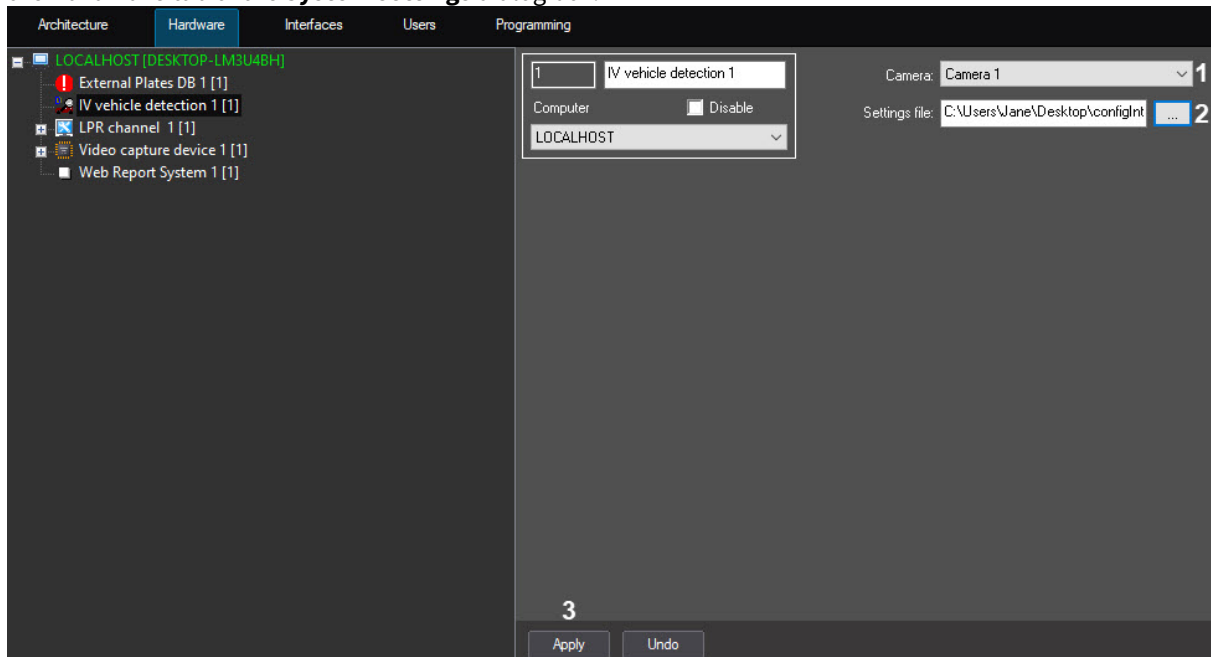 Architecture Hardware Interfaces Users Programming
LOCALHOST [DESKTOP-LM3U4BH]
External Plates DB 1 [1]
IV vehicle detection 1 [1]
LPR channel 1 [1]
Video capture device 1 [1]
Web Report System 1 [1]
1 IV vehicle detection 1
Computer Disable
LOCALHOST
Camera: Camera 1 1
Settings file: C:\Users\Jane\Desktop\configInt ... 2
3
Apply Undo